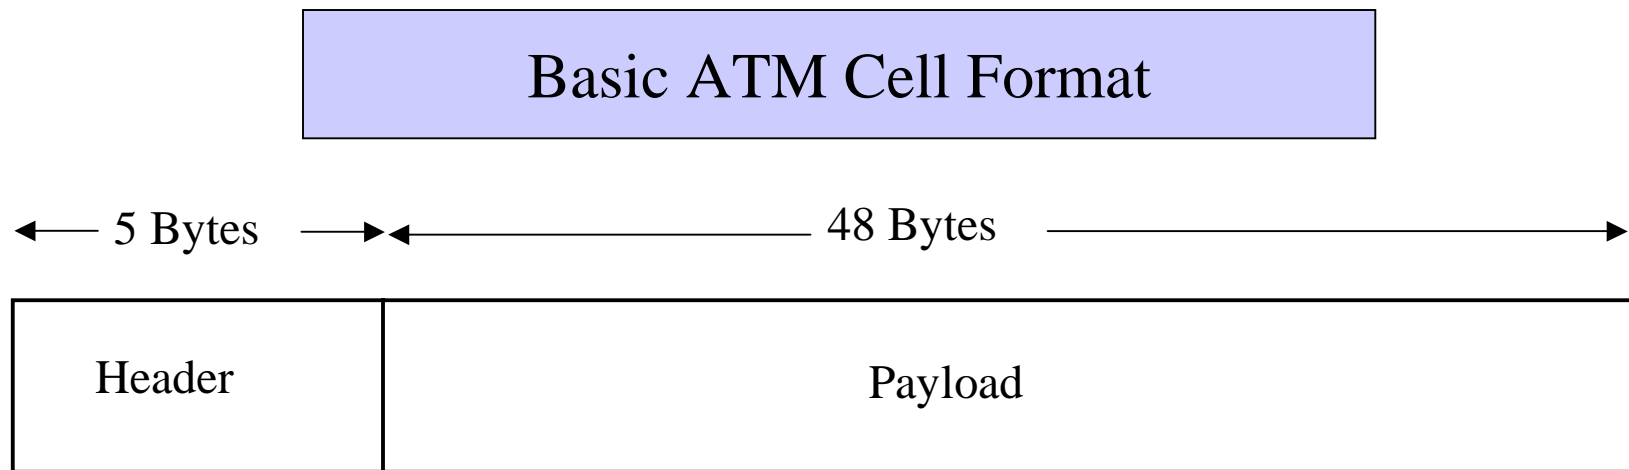 Basic ATM Cell Format
5 Bytes
48 Bytes
Header
Payload